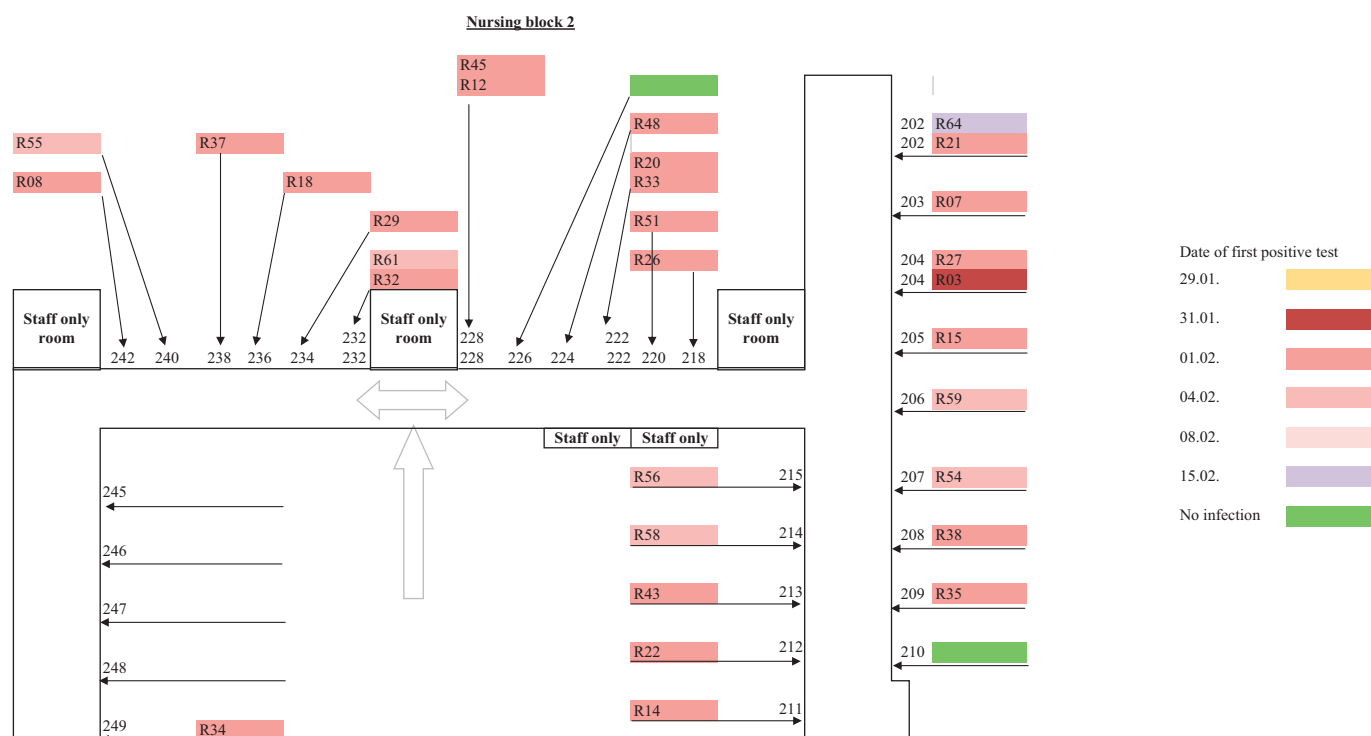 Nursing block 2
R45
R12
R55
R37
R48
R08
R18
R20
R33
R29
R51
R61
R32
R26
Staff only
room
Staff only
room
Staff only
room
232
228
222
242 240 238 236 234 232 228 226 224 222 220 218
202 R64
202 R21
203 R07
204 R27
204 R03
205 R15
206 R59
207 R54
208 R38
209 R35
210
Staff only Staff only
R56 215
R58 214
R43 213
R22 212
R14 211
245
246
247
248
249 R34
Date of first positive test
29.01.
31.01.
01.02.
04.02.
08.02.
15.02.
No infection